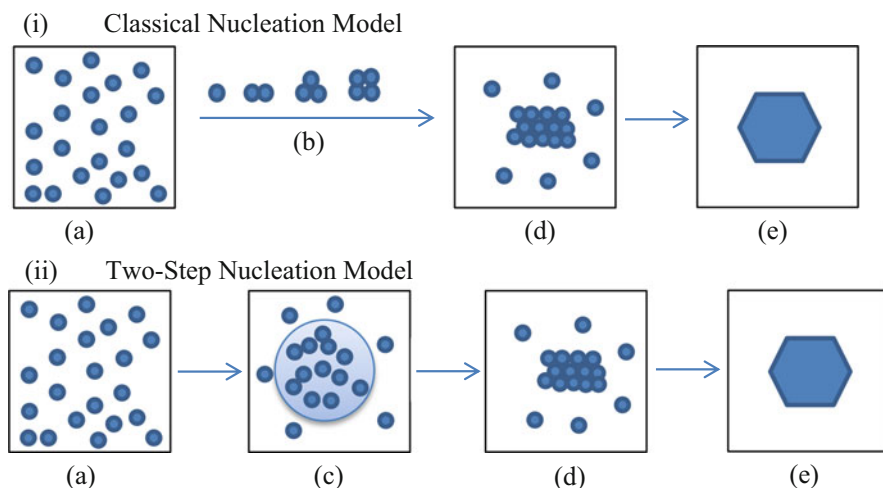 (i) Classical Nucleation Model
(b)
(a) (d) (e)
(ii) Two-Step Nucleation Model
(a) (c) (d) (e)